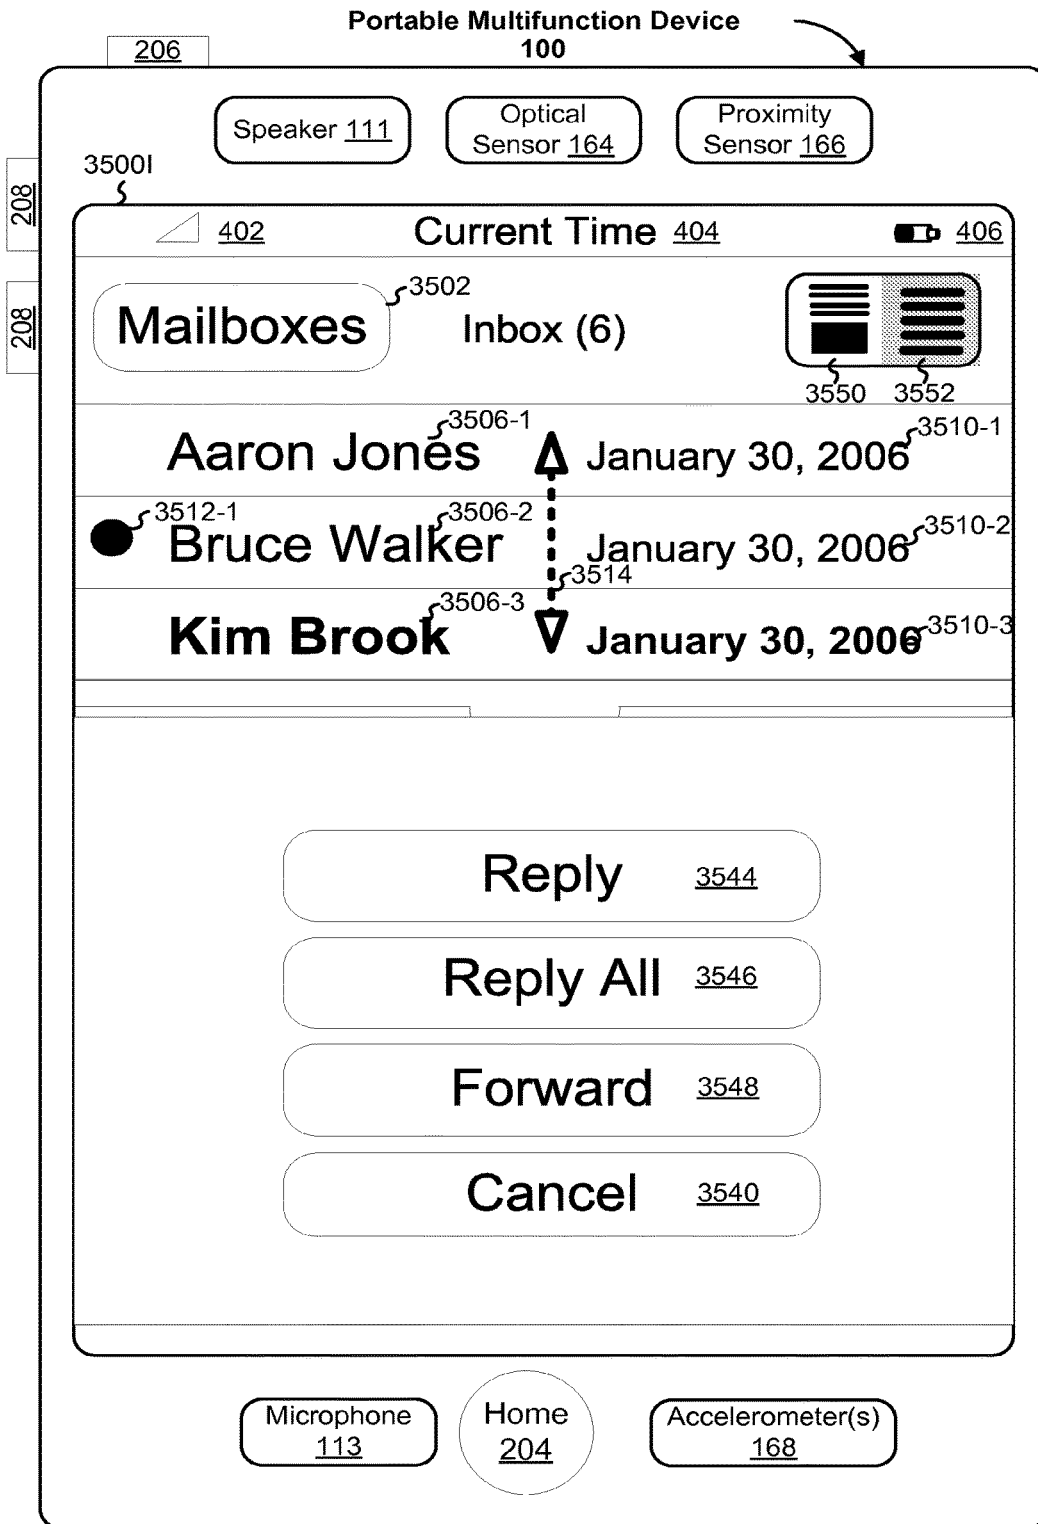 Portable Multifunction Device
100
206
Speaker 111
Optical
Sensor 164
Proximity
Sensor 166
3500I
208
402
Current Time 404
406
208
3502
Mailboxes
Inbox (6)
3550
3552
3506-1
3510-1
Aaron Jones
January 30, 2006
3512-1
3506-2
3510-2
Bruce Walker
January 30, 2006
3514
3506-3
3510-3
Kim Brook
January 30, 2006
Reply 3544
Reply All 3546
Forward 3548
Cancel 3540
Microphone
113
Home
204
Accelerometer(s)
168